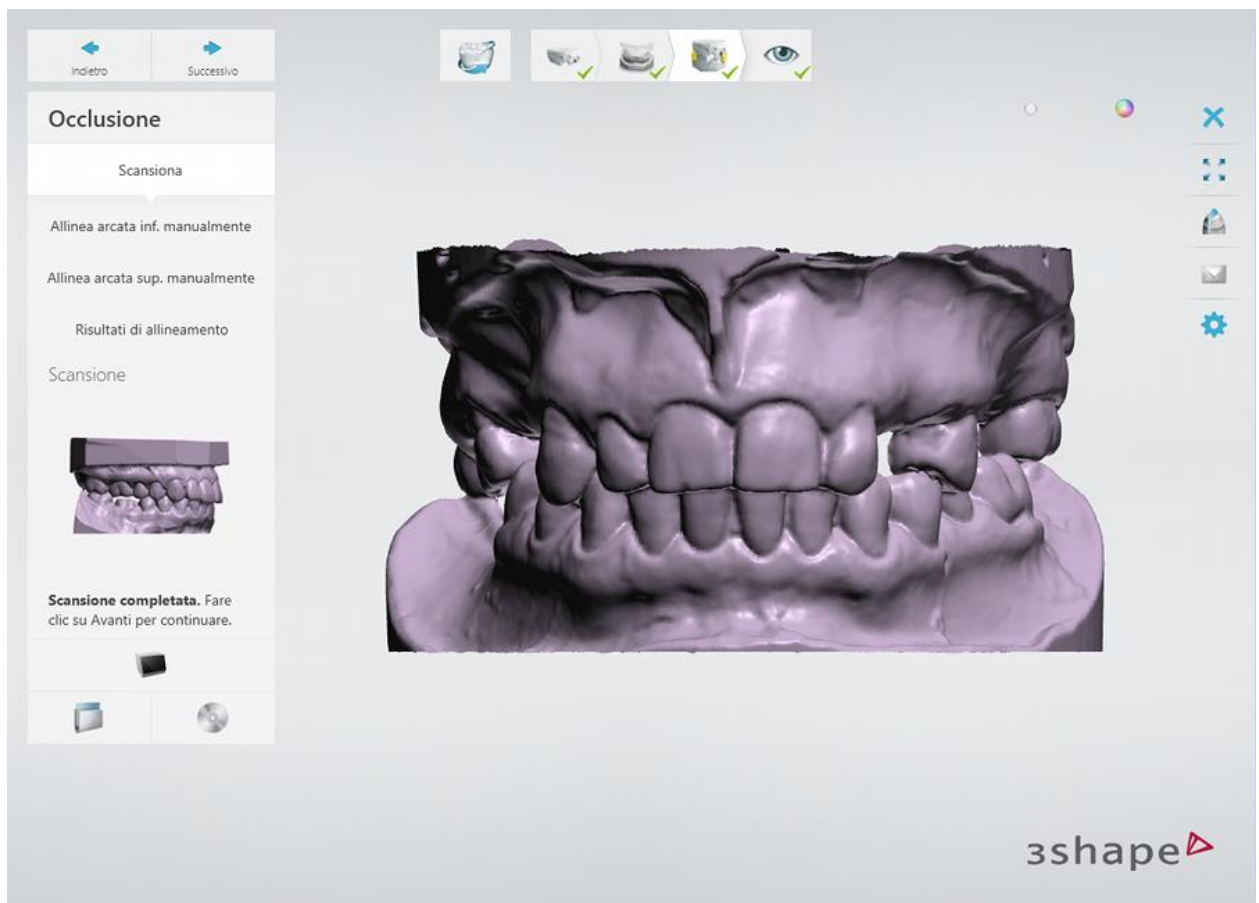 Indietro
Successivo
Occlusione
Scansiona
Allinea arcata inf. manualmente
Allinea arcata sup. manualmente
Risultati di allineamento
Scansione
Scansione completata. Fare
clic su Avanti per continuare.
3shape